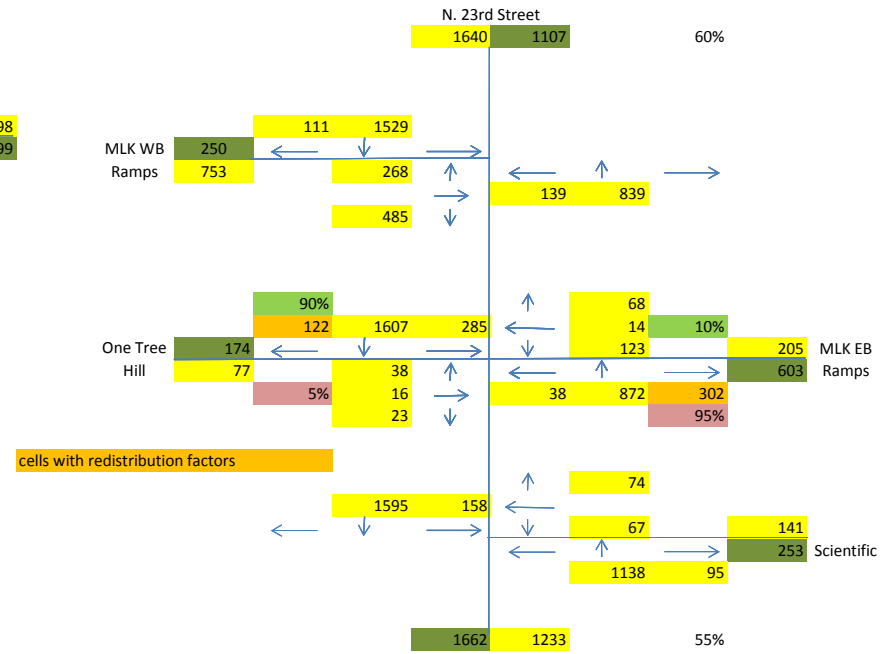 N. 23rd Street
1640 1107 60%
98 111 1529
99 MLK WB 250
Ramps 753 268
139 839
485
90% 68
122 1607 285 14 10%
One Tree 174 123 205 MLK EB
Hill 77 38 603 Ramps
5% 16 38 872 302
23 95%
cells with redistribution factors
74
1595 158
67 141
253 Scientific
1138 95
1662 1233 55%